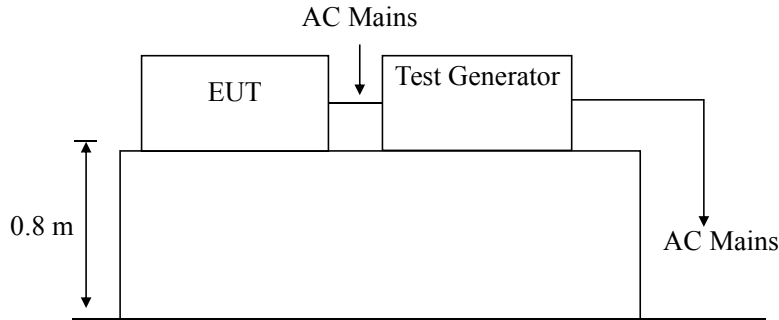 AC Mains
EUT
Test Generator
0.8 m
AC Mains